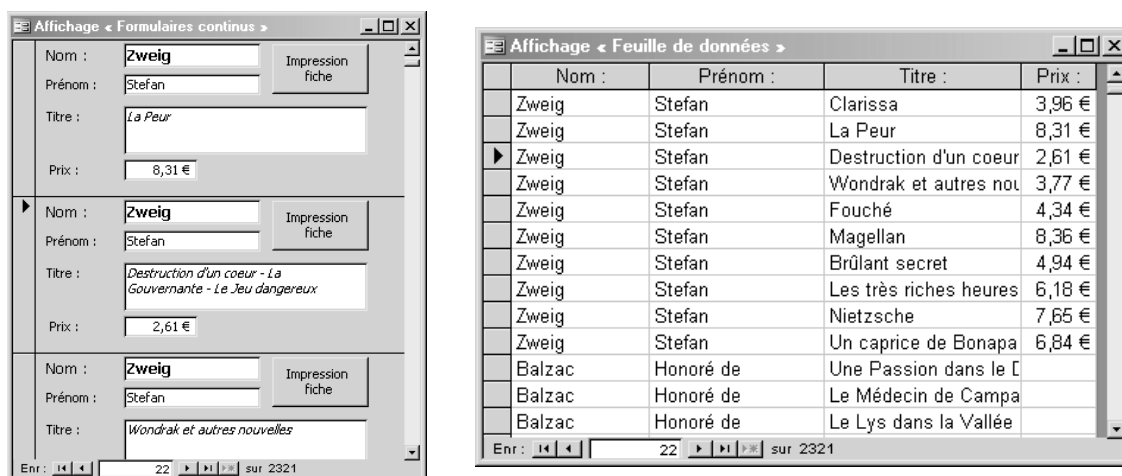 Affichage « Formulaires continus »
Nom : Zweig
Impression fiche
Prénom : Stefan
Titre : La Peur
Prix : 8,31 €
Nom : Zweig
Impression fiche
Prénom : Stefan
Titre : Destruction d'un coeur - La
Gouvernante - Le Jeu dangereux
Prix : 2,61 €
Nom : Zweig
Impression fiche
Prénom : Stefan
Titre : Wondrak et autres nouvelles
Enr : 22 sur 2321
Affichage « Feuille de données »
Nom : Prénom : Titre : Prix :
Zweig Stefan Clarissa 3,96 €
Zweig Stefan La Peur 8,31 €
Zweig Stefan Destruction d'un coeur 2,61 €
Zweig Stefan Wondrak et autres nou 3,77 €
Zweig Stefan Fouché 4,34 €
Zweig Stefan Magellan 8,36 €
Zweig Stefan Brûlant secret 4,94 €
Zweig Stefan Les très riches heures 6,18 €
Zweig Stefan Nietzsche 7,65 €
Zweig Stefan Un caprice de Bonapa 6,84 €
Balzac Honoré de Une Passion dans le D
Balzac Honoré de Le Médecin de Campa
Balzac Honoré de Le Lys dans la Vallée
Enr : 22 sur 2321